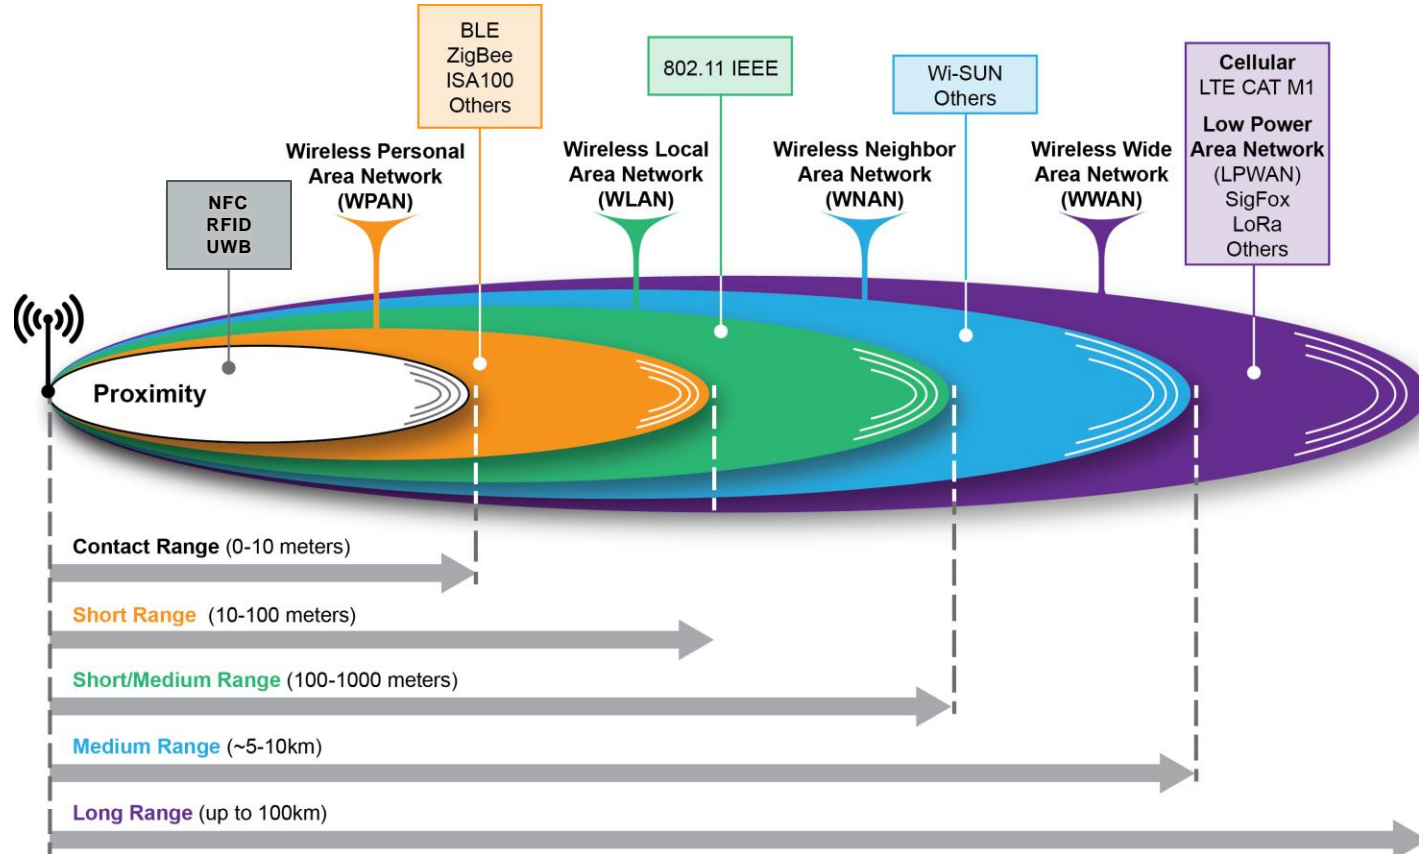 BLE
ZigBee
ISA100
Others
802.11 IEEE
Wi-SUN
Others
Cellular
LTE CAT M1
Low Power
Area Network
(LPWAN)
SigFox
LoRa
Others
Wireless Personal
Area Network
(WPAN)
Wireless Local
Area Network
(WLAN)
Wireless Neighbor
Area Network
(WNAN)
Wireless Wide
Area Network
(WWAN)
NFC
RFID
UWB
Proximity
Contact Range (0-10 meters)
Short Range (10-100 meters)
Short/Medium Range (100-1000 meters)
Medium Range (~5-10km)
Long Range (up to 100km)